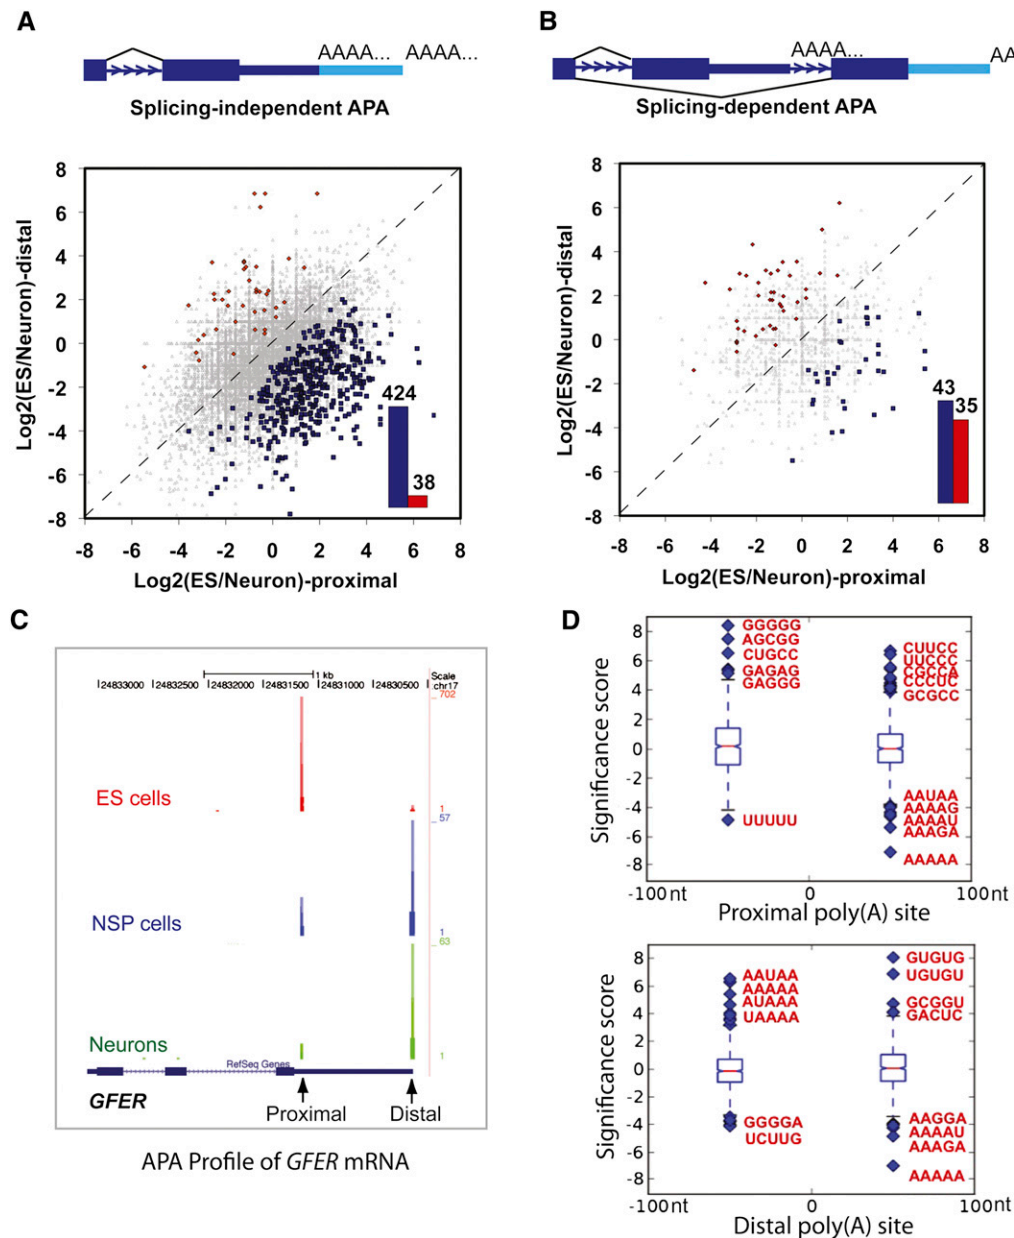 A
AAAA... AAAA...
Splicing-independent APA
Log2(ES/Neuron)-distal
8
6
4
2
0
-2
-4
-6
-8
424
38
-8 -6 -4 -2 0 2 4 6 8
Log2(ES/Neuron)-proximal
B
AAAA...
AA
Splicing-dependent APA
Log2(ES/Neuron)-distal
8
6
4
2
0
-2
-4
-6
-8
43
35
-8 -6 -4 -2 0 2 4 6 8
Log2(ES/Neuron)-proximal
C
1 kb
Scale
chr17
24833000 24832500 24832000 24831500 24831000 24830500
702
ES cells
1
57
NSP cells
1
63
Neurons
1
RefSeq Genes
GFER
Proximal
Distal
APA Profile of GFER mRNA
D
Significance score
8
6
4
2
0
-2
-4
-6
-8
GGGGG
AGCGG
CUGCC
GAGAG
GAGGG
UUUUU
CUUCC
UUCCC
CGCCA
CCCUC
GCGCC
AAUAA
AAAAG
AAAAU
AAAGA
AAAAA
-100nt 0 100nt
Proximal poly(A) site
Significance score
8
6
4
2
0
-2
-4
-6
-8
AAUAA
AAAAA
AUAAA
UAAAA
GGGGA
UCUUG
GUGUG
UGUGU
GCGGU
GACUC
AAGGA
AAAAU
AAAGA
AAAAA
-100nt 0 100nt
Distal poly(A) site